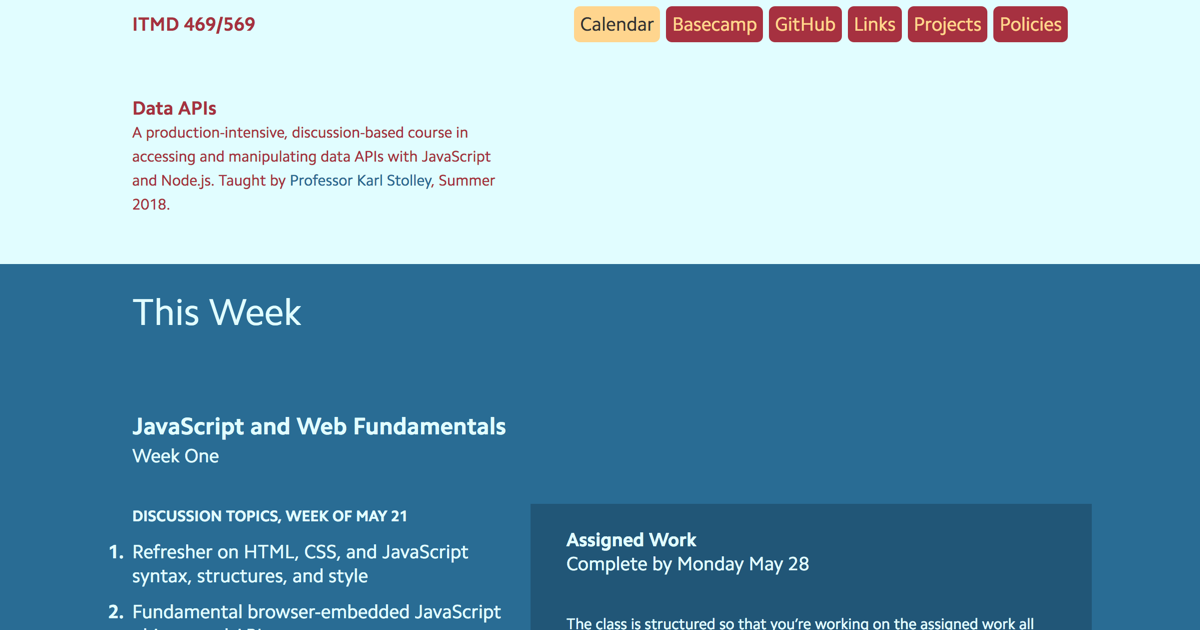 ITMD 469/569
Calendar Basecamp GitHub Links Projects Policies
Data APIs
A production-intensive, discussion-based course in
accessing and manipulating data APIs with JavaScript
and Node.js. Taught by Professor Karl Stolley, Summer
2018.
This Week
JavaScript and Web Fundamentals
Week One
DISCUSSION TOPICS, WEEK OF MAY 21
1. Refresher on HTML, CSS, and JavaScript
syntax, structures, and style
2. Fundamental browser-embedded JavaScript
Assigned Work
Complete by Monday May 28
The class is structured so that you're working on the assigned work all